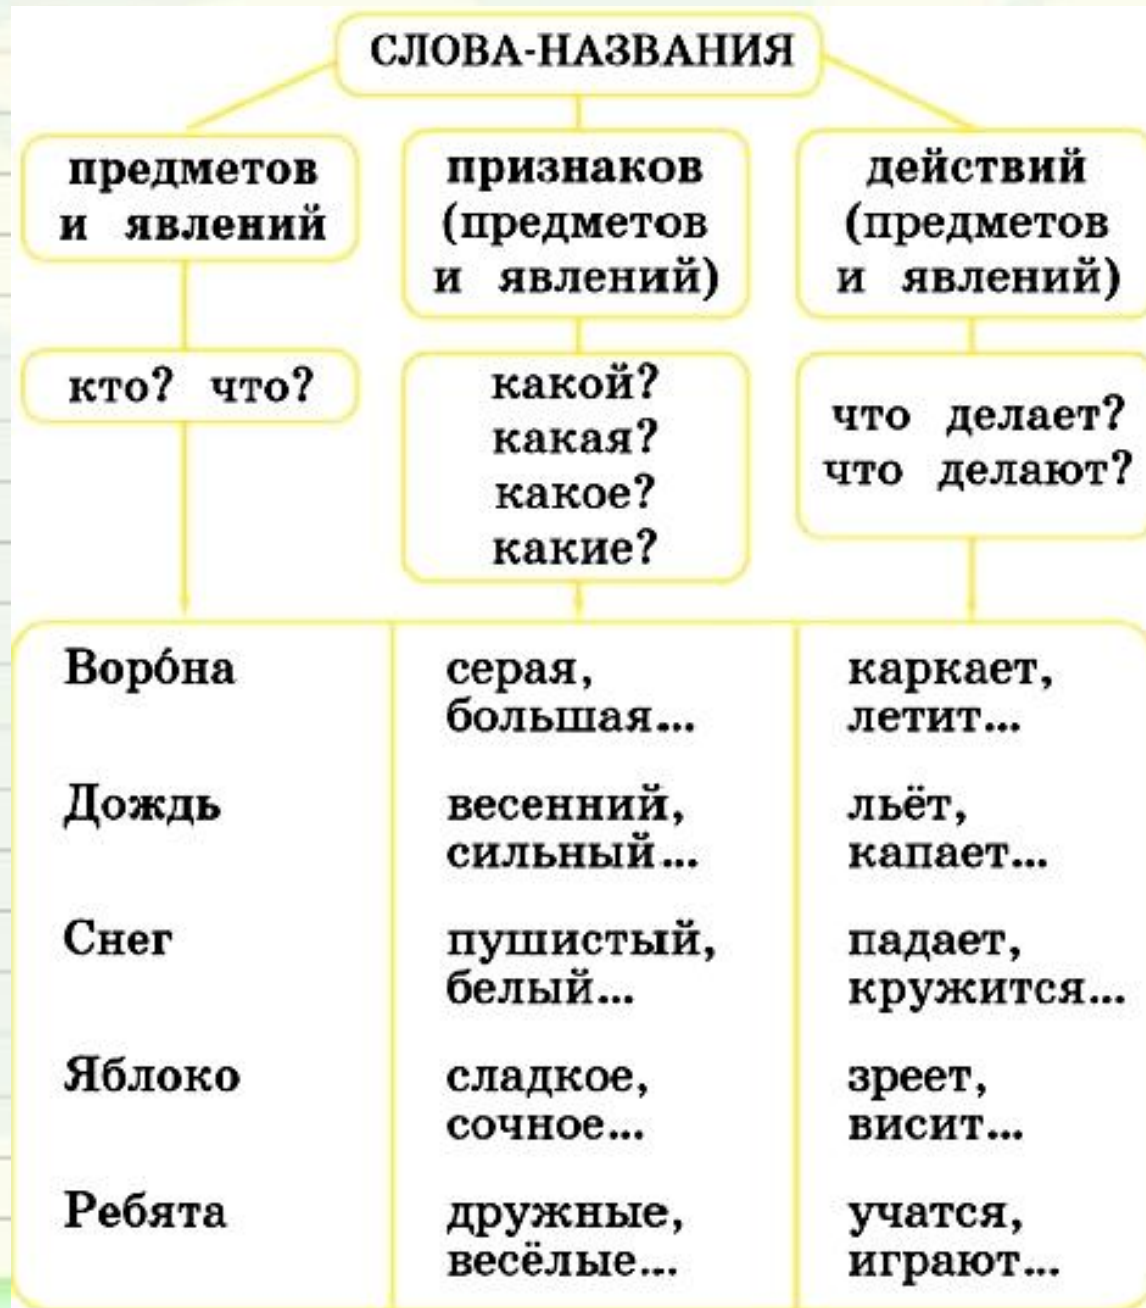 СЛОВА-НАЗВАНИЯ
предметов
и явлений
признаков
(предметов
и явлений)
действий
(предметов
и явлений)
кто? что?
какой?
какая?
какое?
какие?
что делает?
что делают?
Воро́на
серая,
большая...
каркает,
летит...
Дождь
весенний,
сильный...
льёт,
капает...
Снег
пушистый,
белый...
падает,
кружится...
Яблоко
сладкое,
сочное...
зреет,
висит...
Ребята
дружные,
весёлые...
учатся,
играют...